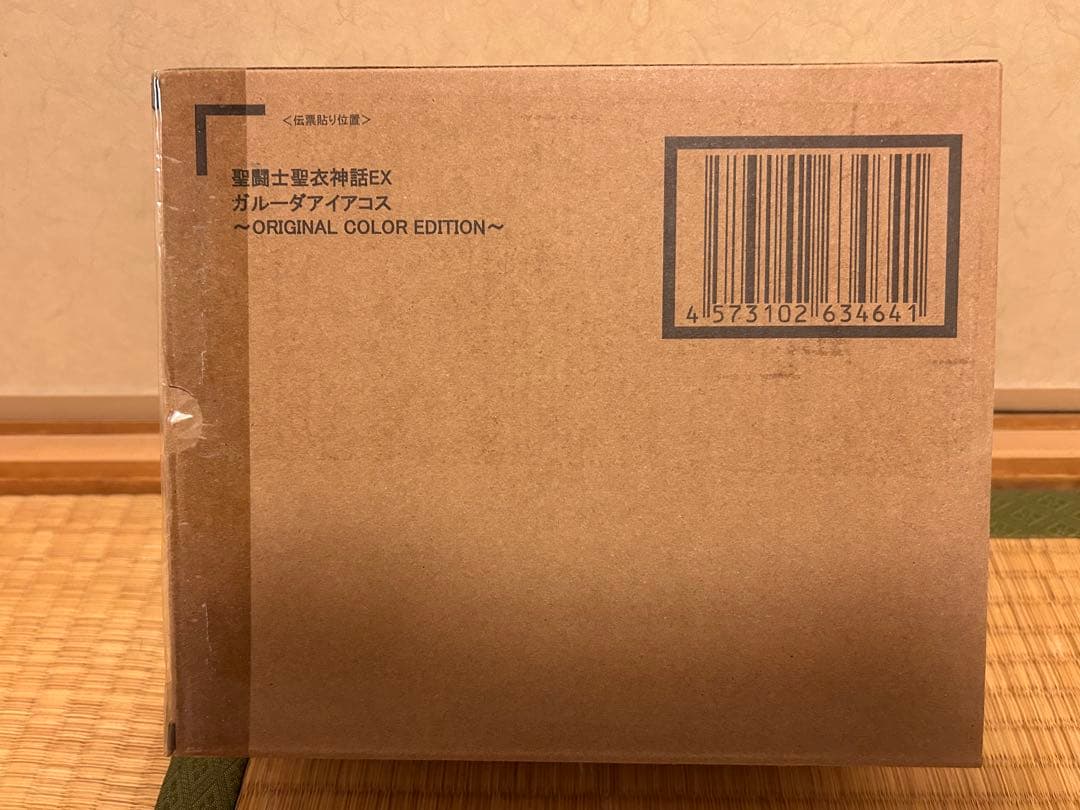 <伝票貼り位置>
聖闘士聖衣神話EX
ガルーダアイアコス
～ORIGINAL COLOR EDITION～
4 573102 634641